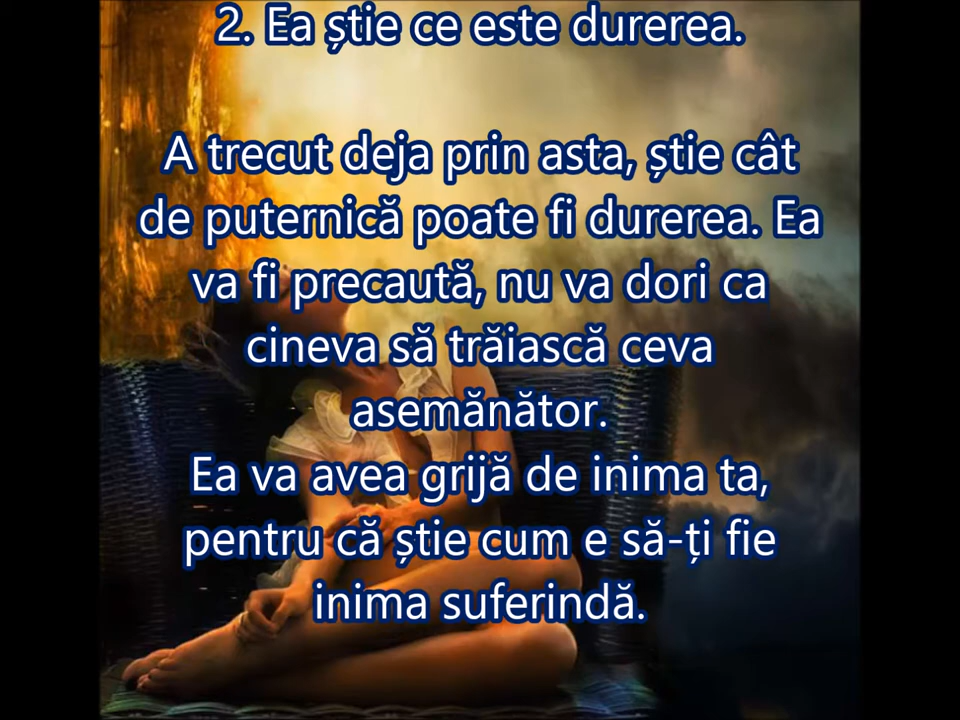 2. Ea știe ce este durerea.
A trecut deja prin asta, știe cât
de puternică poate fi durerea. Ea
va fi precaută, nu va dori ca
cineva să trăiască ceva
asemănător.
Ea va avea grijă de inima ta,
pentru că știe cum e să-ți fie
inima suferindă.